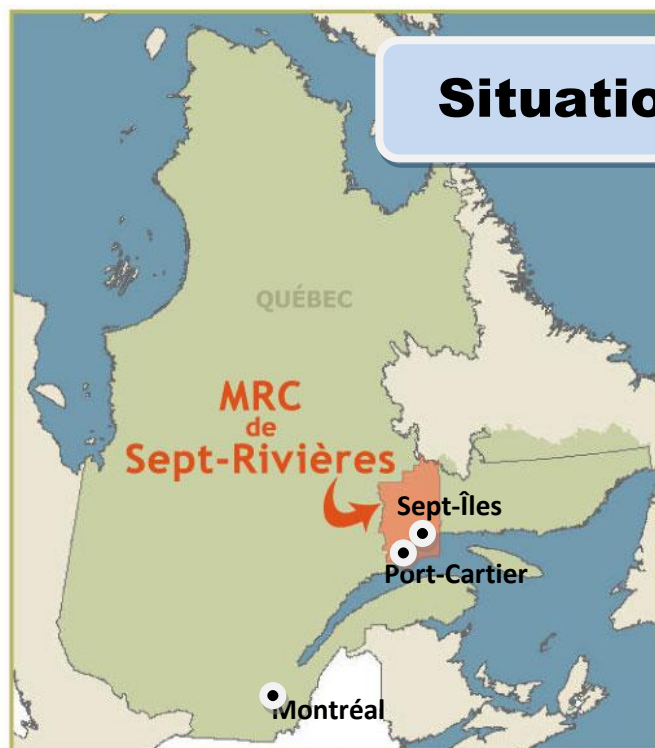 Situatio
QUÉBEC
MRC
de
Sept-Rivières
Sept-Îles
Port-Cartier
Montréal